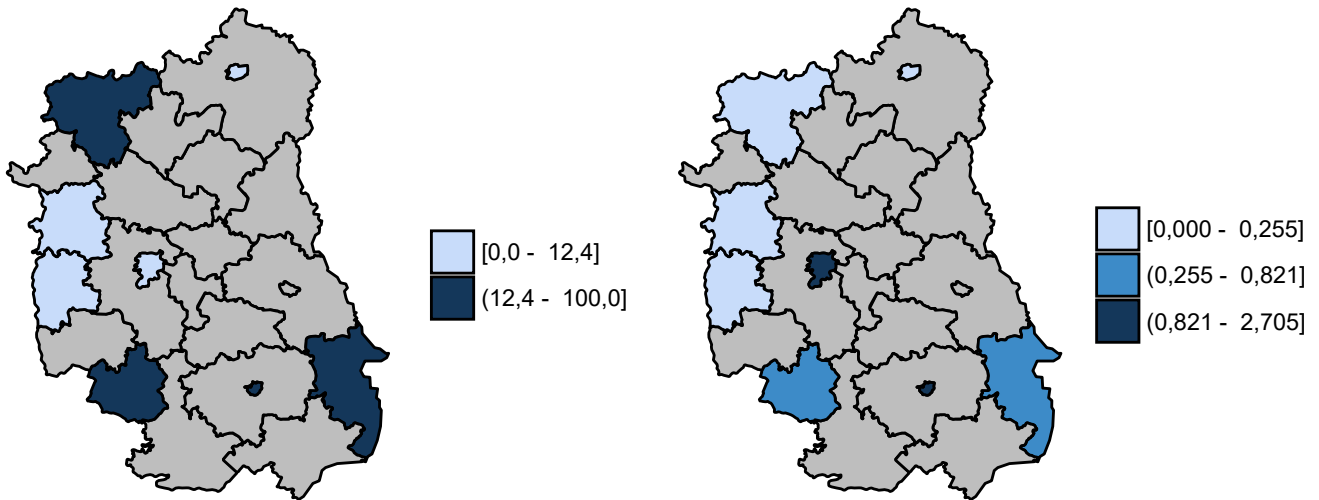 [0,0 - 12,4]
(12,4 - 100,0]
[0,000 - 0,255]
(0,255 - 0,821]
(0,821 - 2,705]